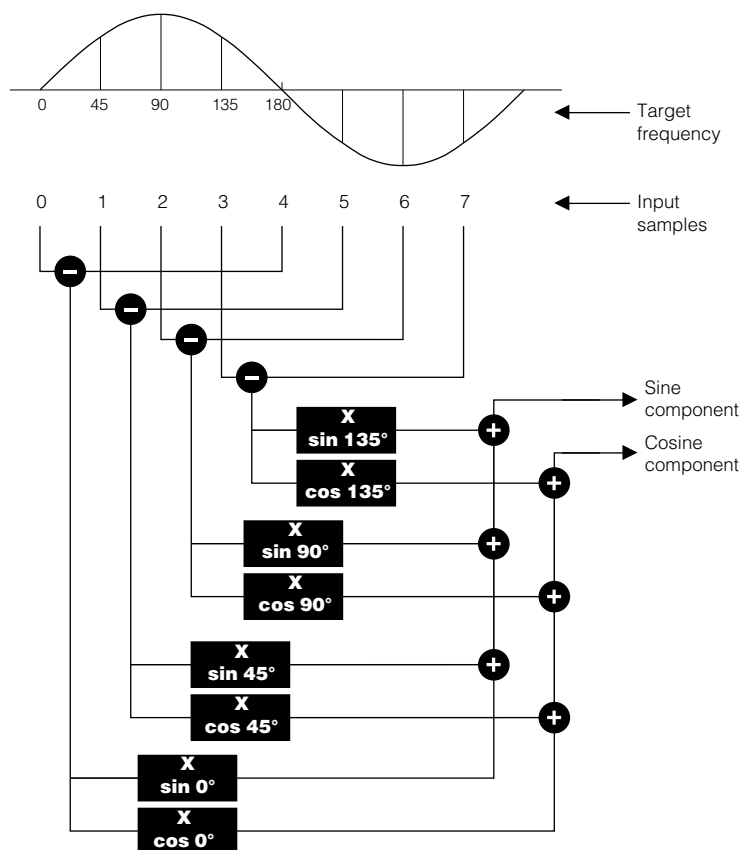 0 45 90 135 180
Target
frequency
0 1 2 3 4 5 6 7
Input
samples
−
−
−
−
Sine
component
X
sin 135°
+
Cosine
component
X
cos 135°
+
X
sin 90°
+
X
cos 90°
+
X
sin 45°
+
X
cos 45°
+
X
sin 0°
X
cos 0°